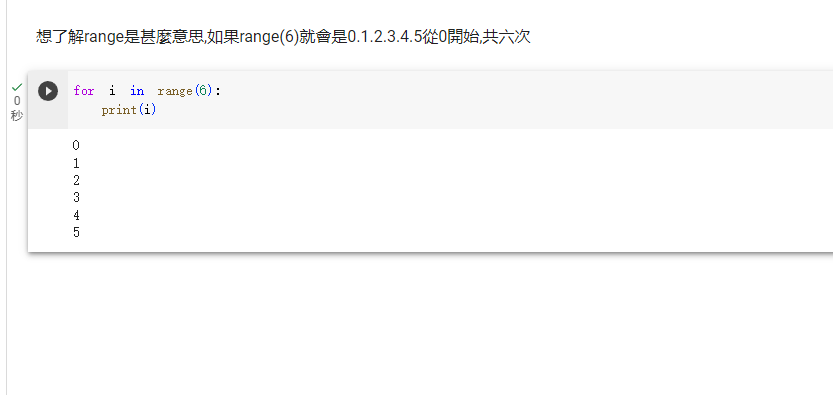 想了解range是甚麼意思,如果range(6)就會是0.1.2.3.4.5從0開始,共六次
for i in range(6):
print(i)
0
秒
0
1
2
3
4
5